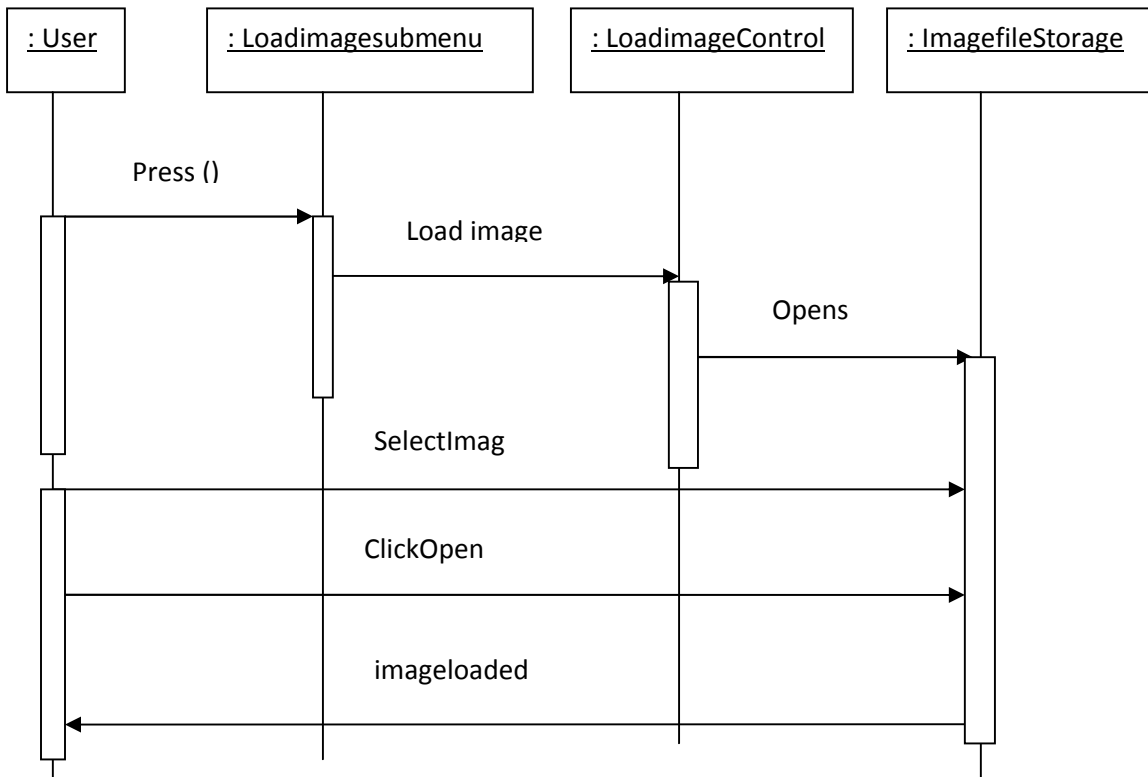 : User
: Loadimagesubmenu
: LoadimageControl
: ImagefileStorage
Press ()
Load image
Opens
SelectImag
ClickOpen
imageloaded